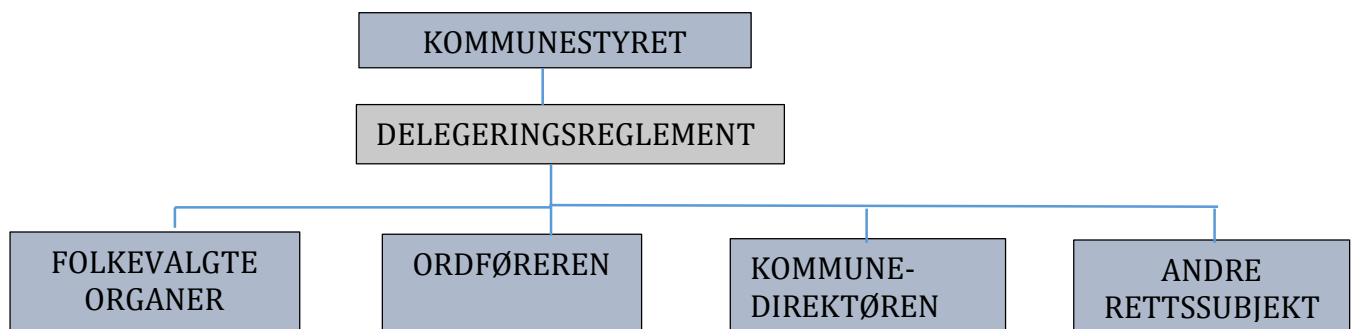 KOMMUNESTYRET
DELEGERINGSREGLEMENT
FOLKEVALGTE
ORGANER
ORDFØREREN
KOMMUNE-
DIREKTØREN
ANDRE
RETTSSUBJEKT